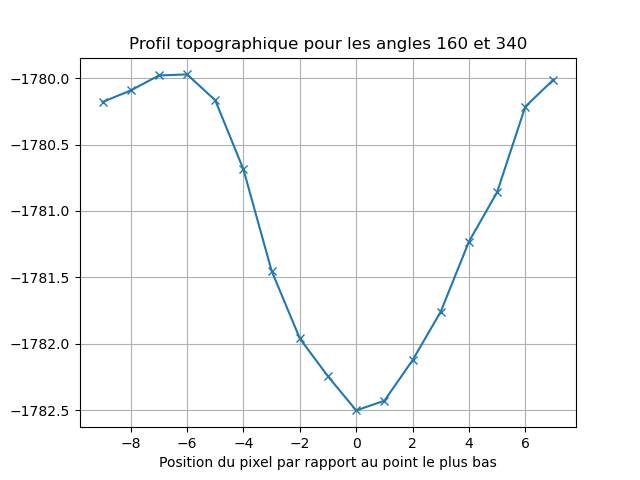 Profil topographique pour les angles 160 et 340
−1780.0
−1780.5
−1781.0
−1781.5
−1782.0
−1782.5
−8 −6 −4 −2 0 2 4 6
Position du pixel par rapport au point le plus bas